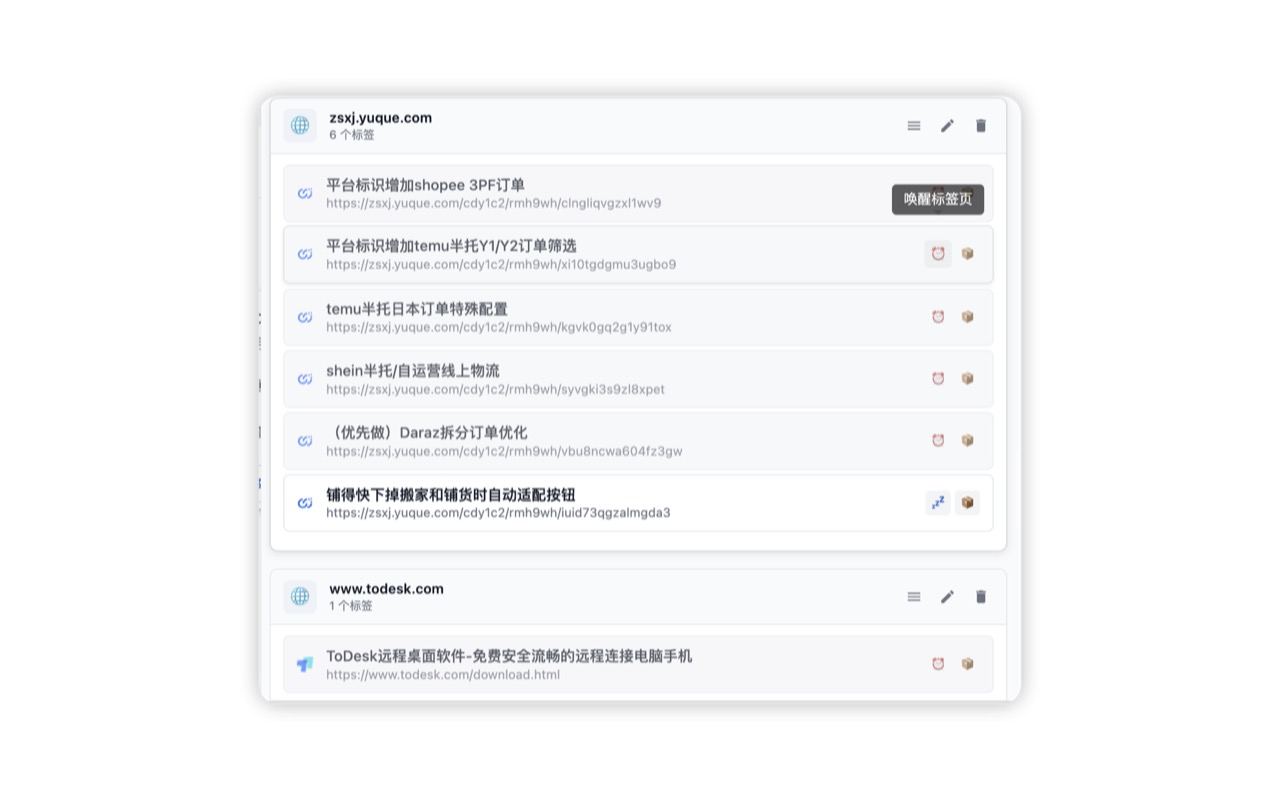 zsxj.yuque.com
6 个标签
平台标识增加shopee 3PF订单
https://zsxj.yuque.com/cdy1c2/rmh9wh/clngliqvgzxl1wv9
唤醒标签页
平台标识增加temu半托Y1/Y2订单筛选
https://zsxj.yuque.com/cdy1c2/rmh9wh/xi10tgdgmu3ugbo9
temu半托日本订单特殊配置
https://zsxj.yuque.com/cdy1c2/rmh9wh/kgvk0gq2g1y91tox
shein半托/自运营线上物流
https://zsxj.yuque.com/cdy1c2/rmh9wh/syvgki3s9zl8xpet
（优先做）Daraz拆分订单优化
https://zsxj.yuque.com/cdy1c2/rmh9wh/vbu8ncwa604fz3gw
铺得快下掉搬家和铺货时自动适配按钮
https://zsxj.yuque.com/cdy1c2/rmh9wh/iuid73qgzalmgda3
www.todesk.com
1 个标签
ToDesk远程桌面软件-免费安全流畅的远程连接电脑手机
https://www.todesk.com/download.html